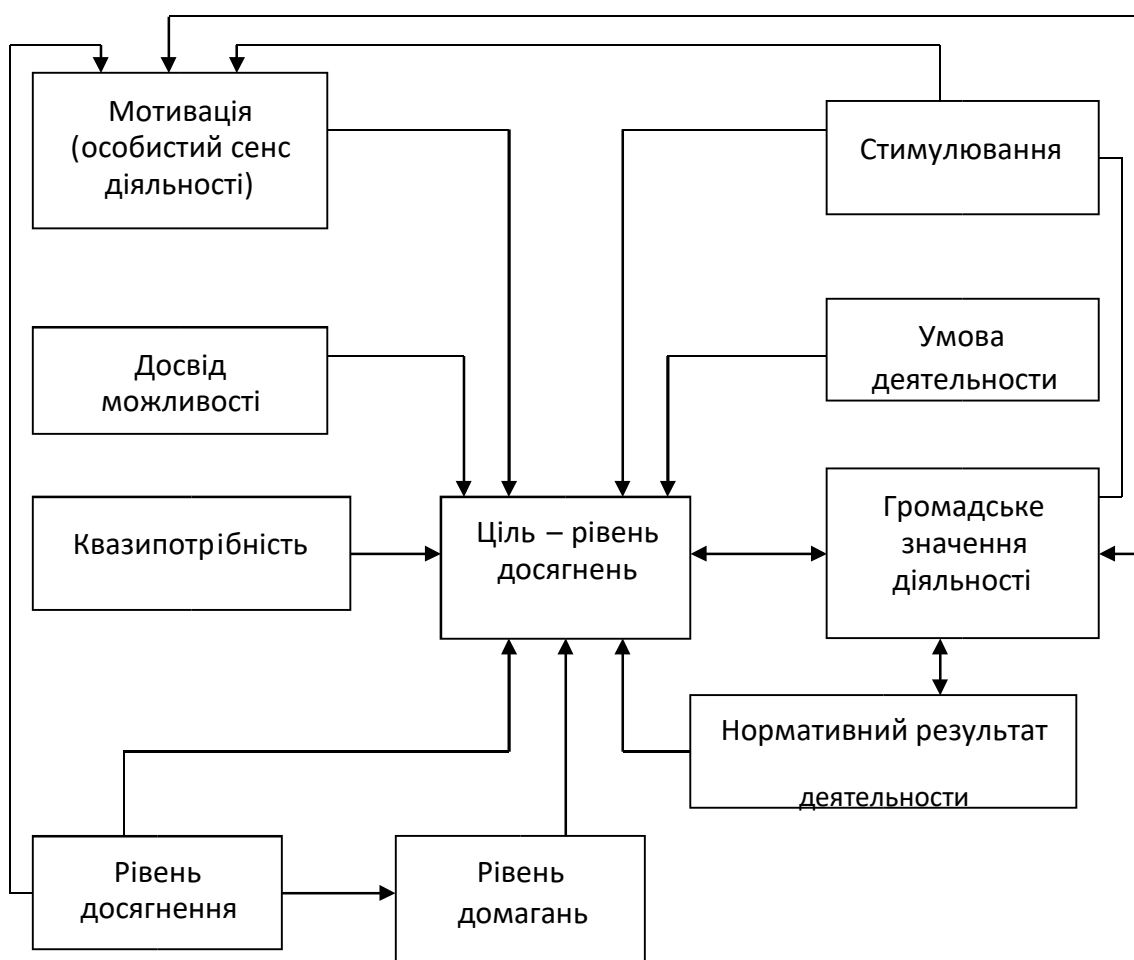 Мотивація
(особистий сенс
діяльності)
Стимулювання
Умова
деятельности
Досвід
можливості
Квазипотрібність
Ціль – рівень
досягнень
Громадське
значення
діяльності
Нормативний результат
деятельности
Рівень
досягнення
Рівень
домагань